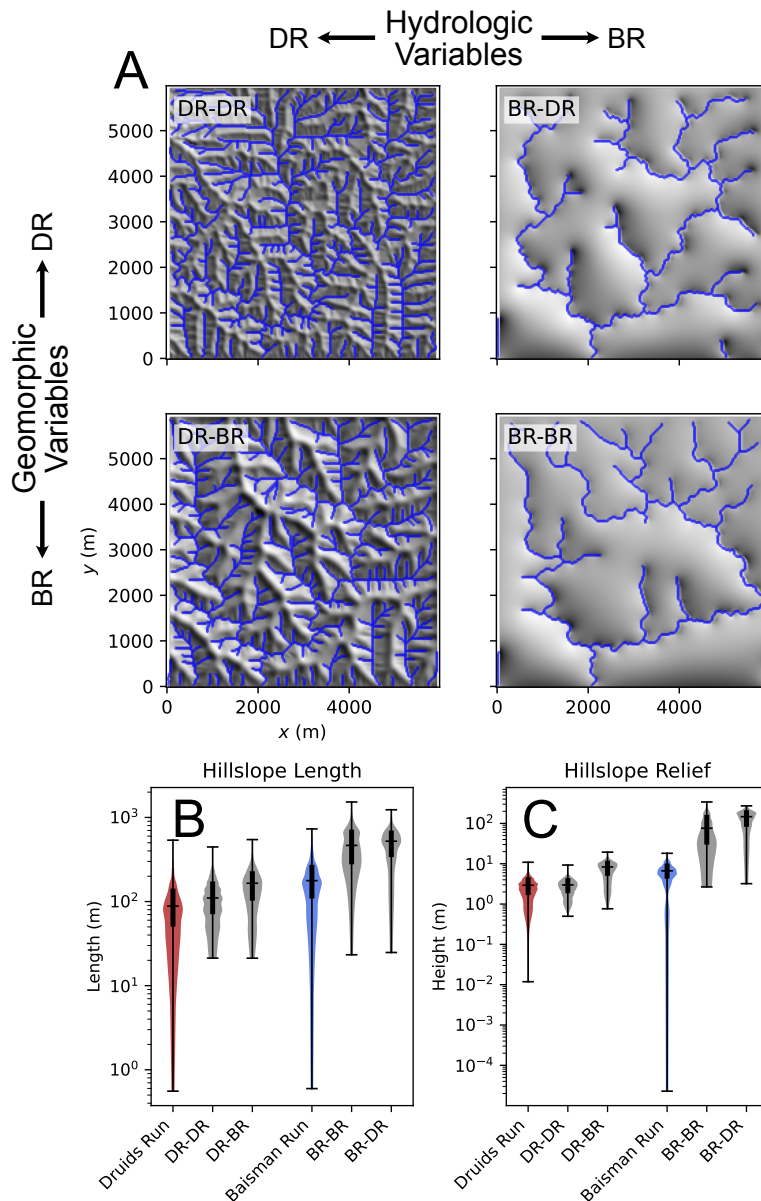 Hydrologic
DR BR
Variables
A
DR-DR
BR-DR
5000
4000
3000
2000
1000
0
DR
Geomorphic
Variables
BR
DR-BR
BR-BR
5000
4000
3000
2000
1000
0
y (m)
0 2000 4000
0 2000 4000
x (m)
Hillslope Length
B
10³
10²
10¹
10⁰
Length (m)
Druids Run
DR-DR
DR-BR
Baisman Run
BR-BR
BR-DR
Hillslope Relief
C
10²
10¹
10⁰
10⁻¹
10⁻²
10⁻³
10⁻⁴
Height (m)
Druids Run
DR-DR
DR-BR
Baisman Run
BR-BR
BR-DR